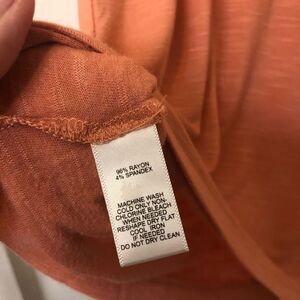 96% RAYON
4% SPANDEX
MACHINE WASH
COLD ONLY NON-
CHLORINE BLEACH
WHEN NEEDED
RESHAPE DRY FLAT
COOL IRON
IF NEEDED
DO NOT DRY CLEAN